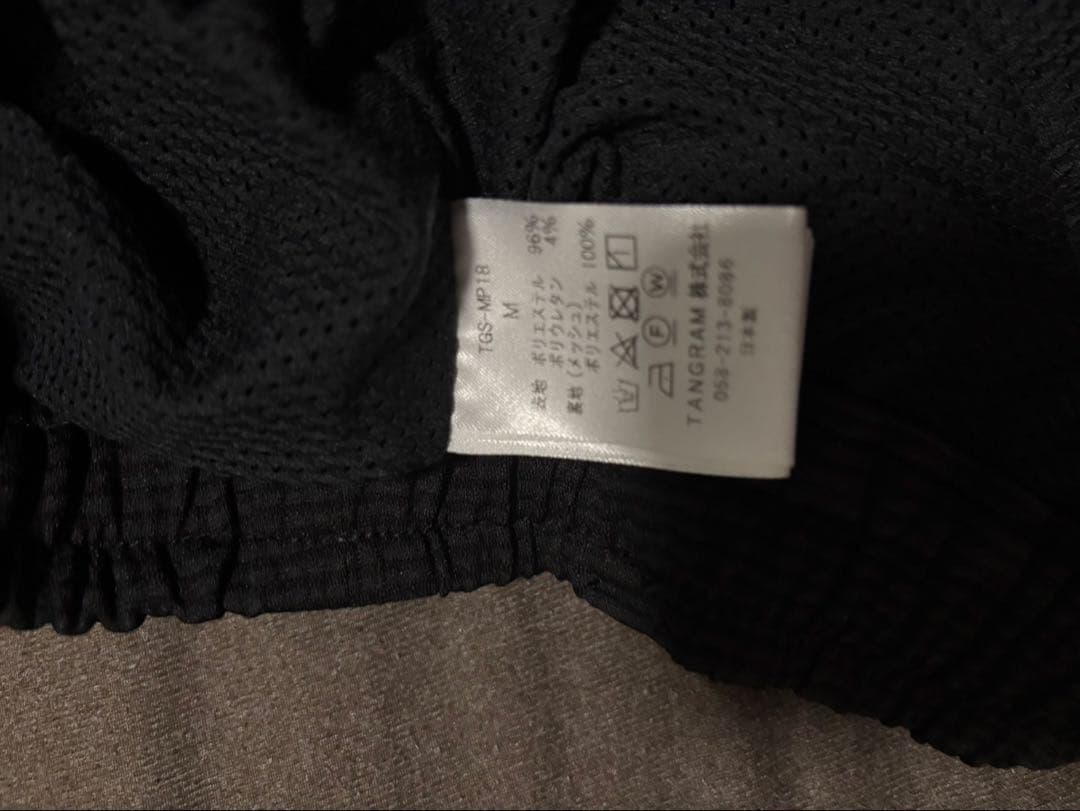 TGS-MP18
M
表地 ポリエステル 96%
ポリウレタン 4%
裏地(メッシュ)
ポリエステル 100%
F W
TANGRAM 株式会社
058-213-8086
日本製